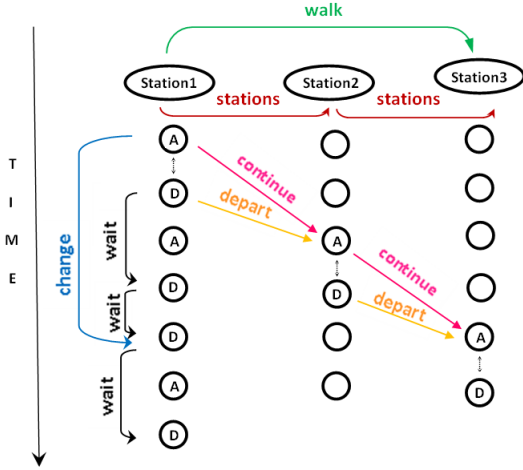 walk
Station1
Station2
Station3
stations
stations
A
T
I
M
E
change
continue
D
depart
wait
A
A
continue
D
D
wait
depart
D
A
wait
A
D
D